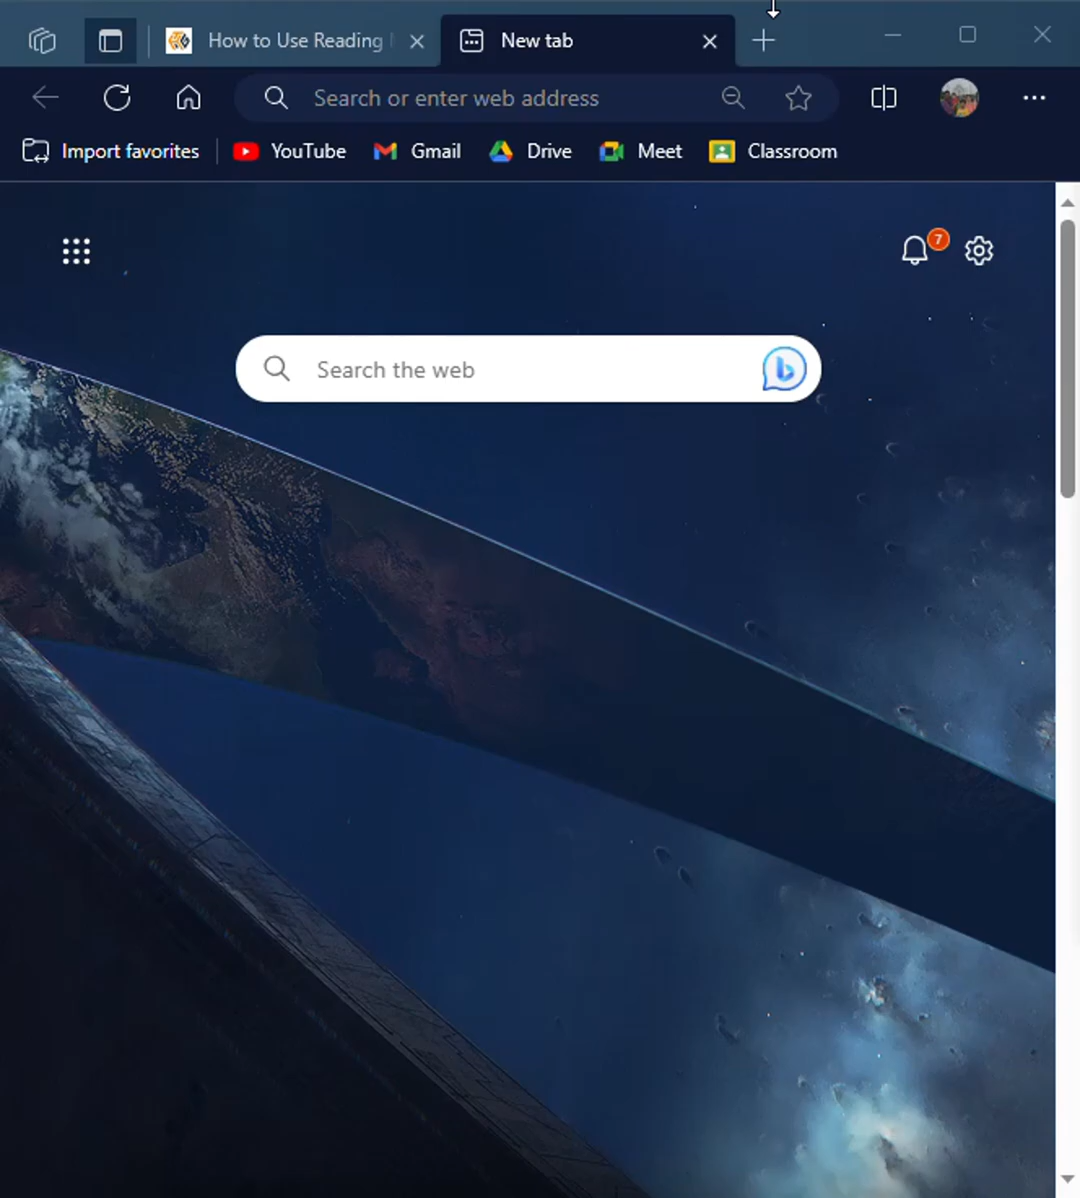 How to Use Reading
New tab
Search or enter web address
Import favorites YouTube Gmail Drive Meet Classroom
7
Search the web